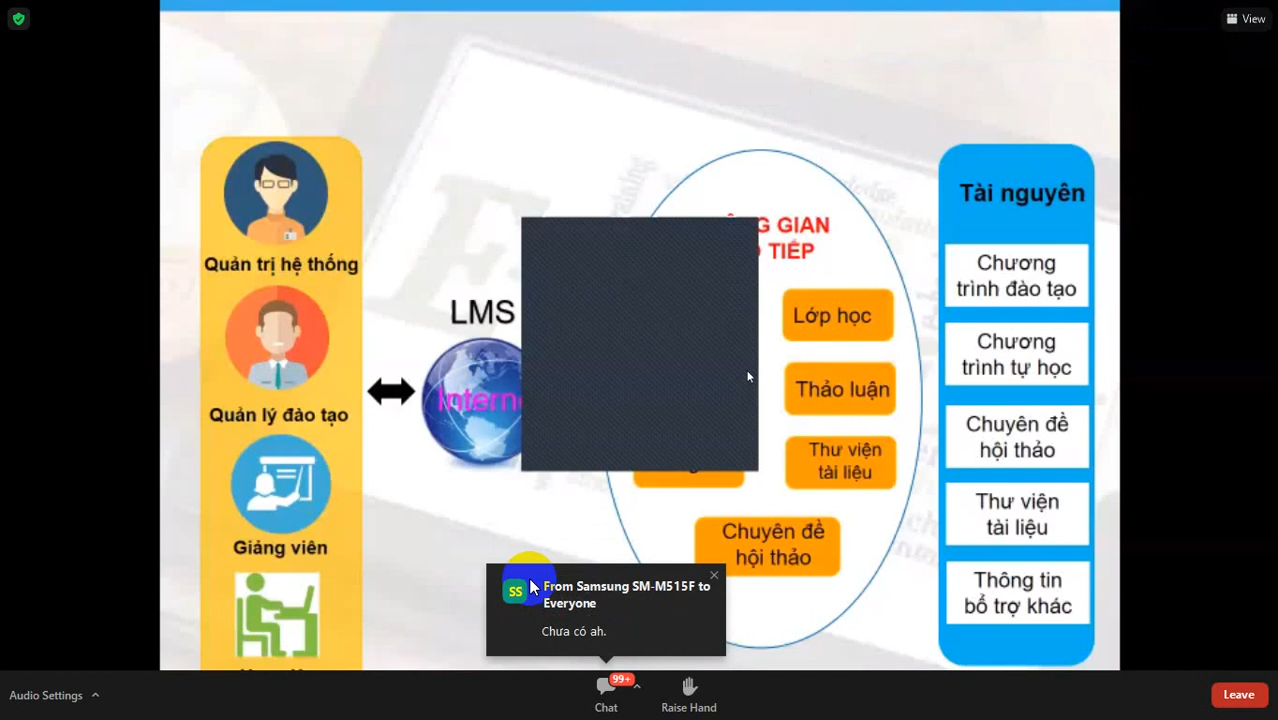 View
Quản trị hệ thống
Quản lý đào tạo
Giảng viên
LMS
GIAN
TIẾP
Lớp học
Thảo luận
Thư viện
tài liệu
Chuyên đề
hội thảo
Tài nguyên
Chương
trình đào tạo
Chương
trình tự học
Chuyên đề
hội thảo
Thư viện
tài liệu
Thông tin
bổ trợ khác
SS
From Samsung SM-M515F to
Everyone
Chưa có ah.
Audio Settings
99+
Chat
Raise Hand
Leave